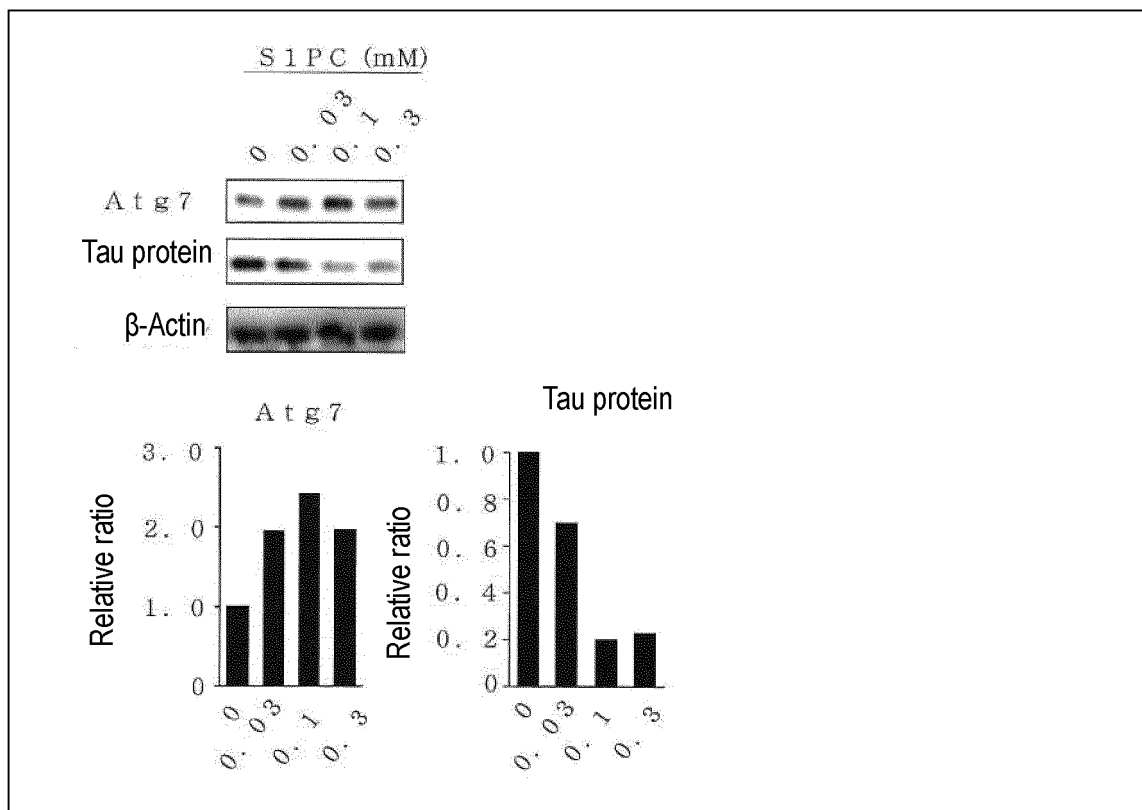 S1PC (mM)
0 0.03 0.1 0.3
Atg7
Tau protein
β-Actin
Atg7
Relative ratio
3.0
2.0
1.0
0
0 0.03 0.1 0.3
Tau protein
Relative ratio
1.0
0.8
0.6
0.4
0.2
0
0 0.03 0.1 0.3